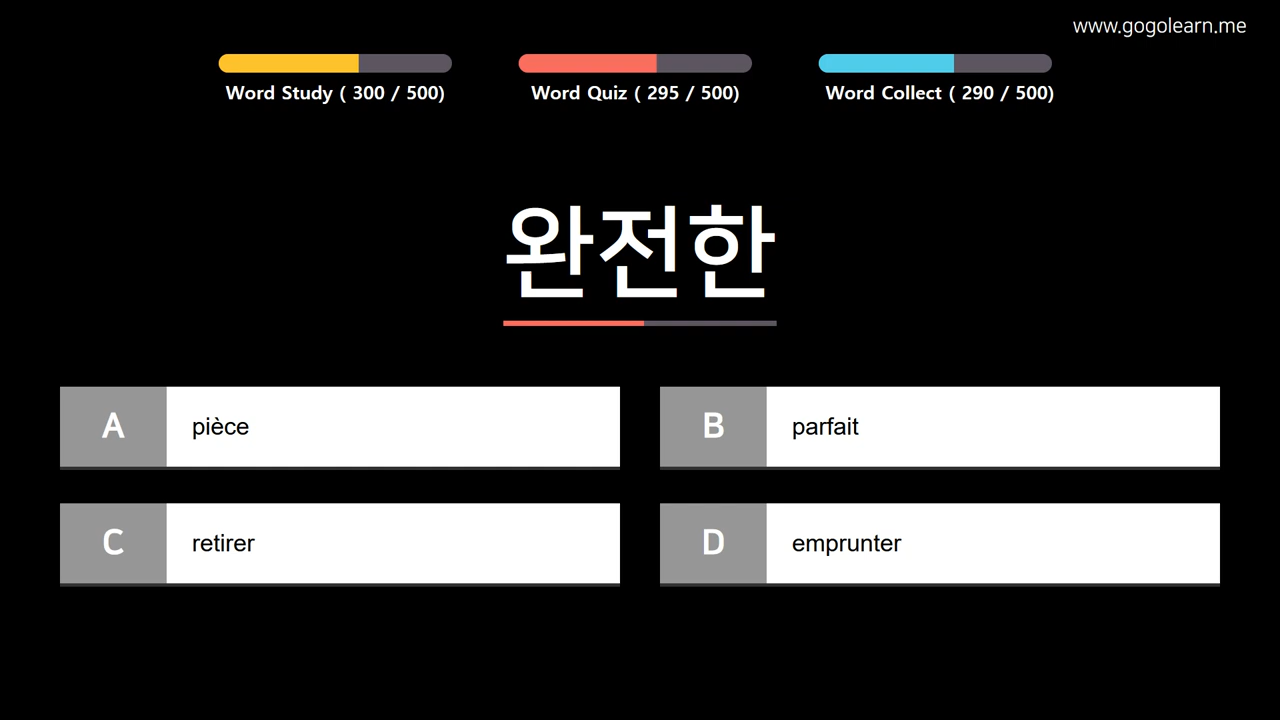 www.gogolearn.me
Word Study ( 300 / 500)
Word Quiz ( 295 / 500)
Word Collect ( 290 / 500)
완전한
A
pièce
B
parfait
C
retirer
D
emprunter